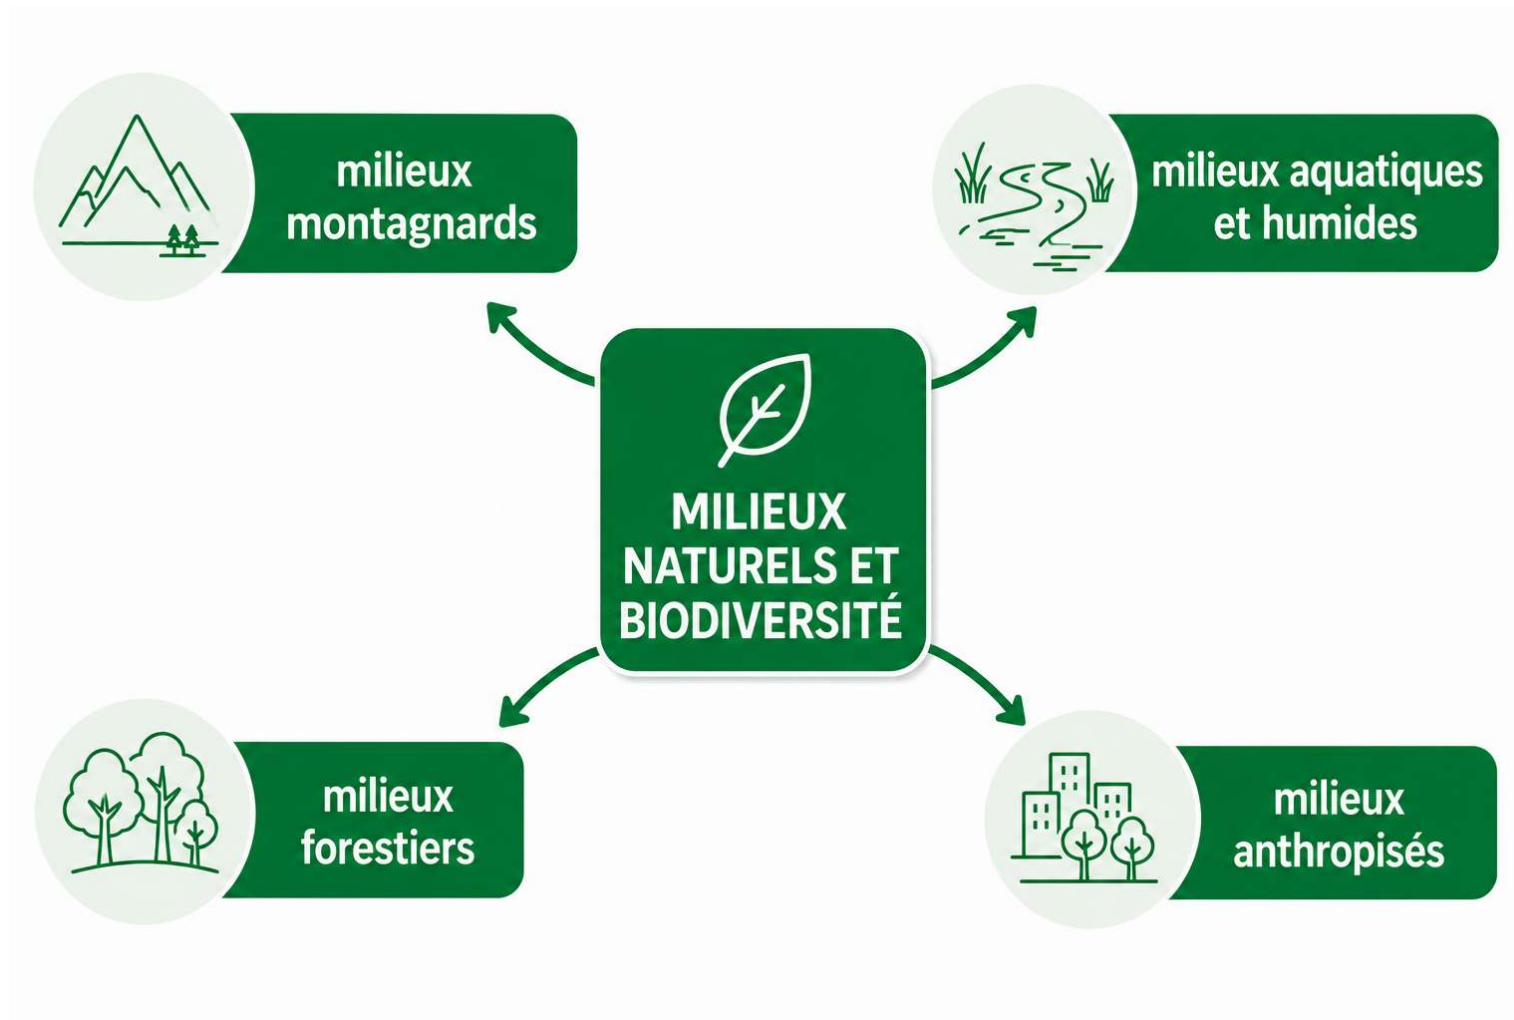 milieux
montagnards
milieux aquatiques
et humides
MILIEUX
NATURELS ET
BIODIVERSITÉ
milieux
forestiers
milieux
anthropisés